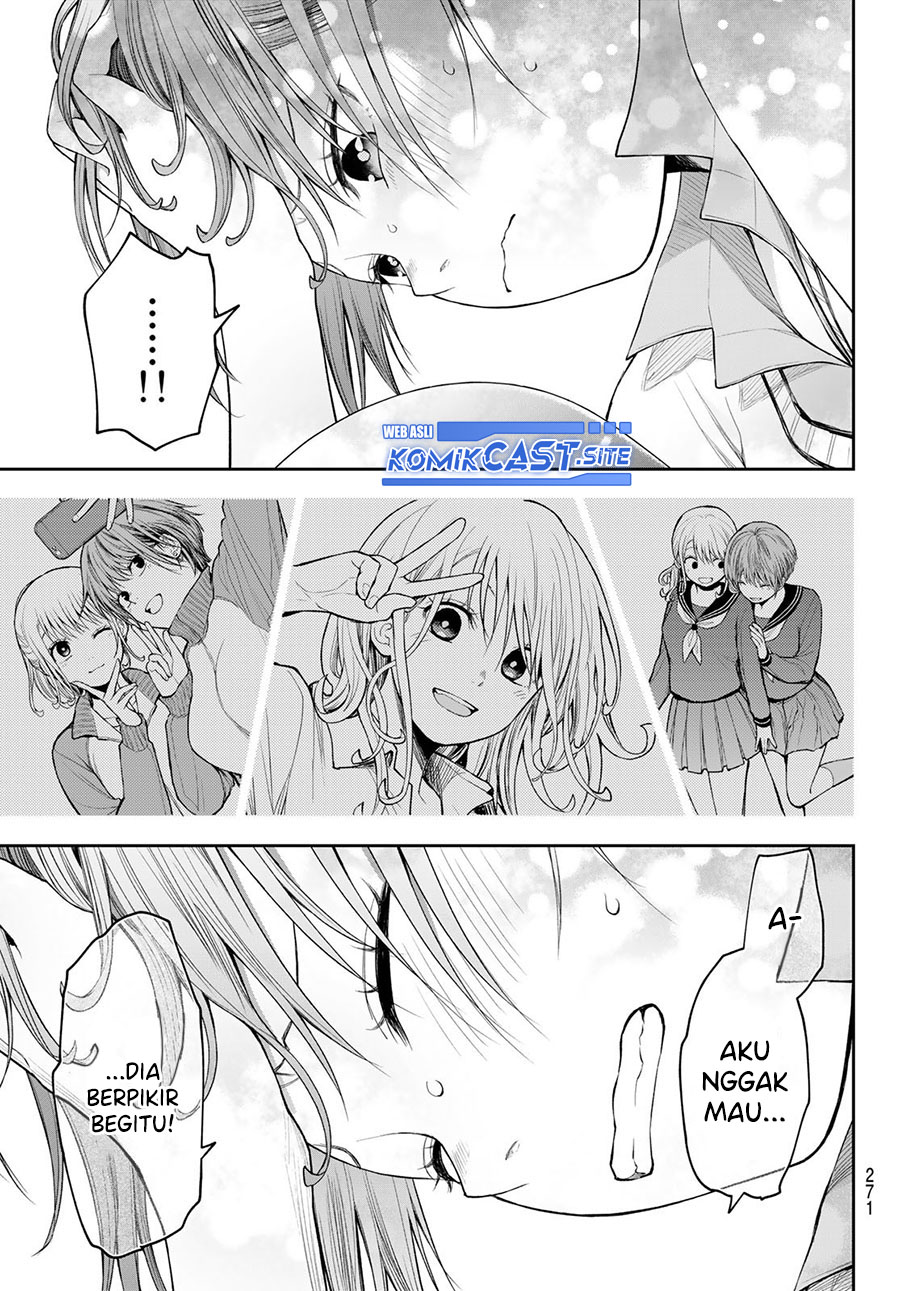 ......!!
WEB ASLI
KOMIKCAST.SITE
A-
AKU
NGGAK
MAU...
...DIA
BERPIKIR
BEGITU!
271